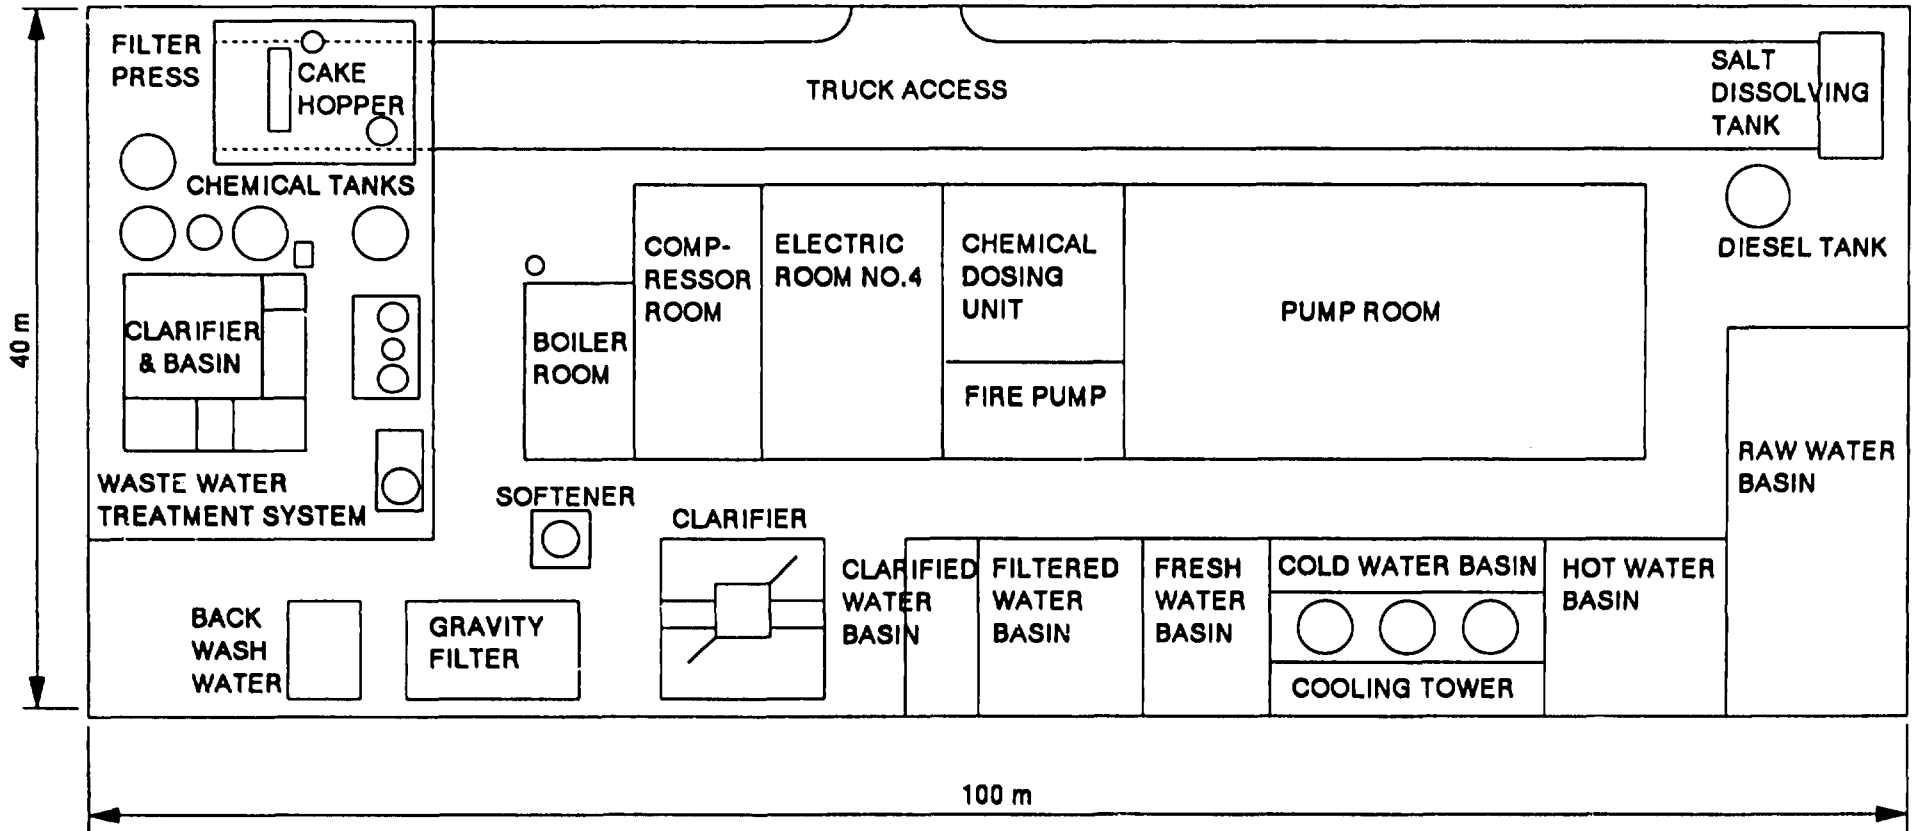 FILTER
PRESS
CAKE
HOPPER
TRUCK ACCESS
SALT
DISSOLVING
TANK
CHEMICAL TANKS
DIESEL TANK
COMP-
RESSOR
ROOM
ELECTRIC
ROOM NO.4
CHEMICAL
DOSING
UNIT
PUMP ROOM
40 m
CLARIFIER
& BASIN
BOILER
ROOM
FIRE PUMP
RAW WATER
BASIN
WASTE WATER
TREATMENT SYSTEM
SOFTENER
CLARIFIER
CLARIFIED
WATER
BASIN
FILTERED
WATER
BASIN
FRESH
WATER
BASIN
COLD WATER BASIN
HOT WATER
BASIN
BACK
WASH
WATER
GRAVITY
FILTER
COOLING TOWER
100 m